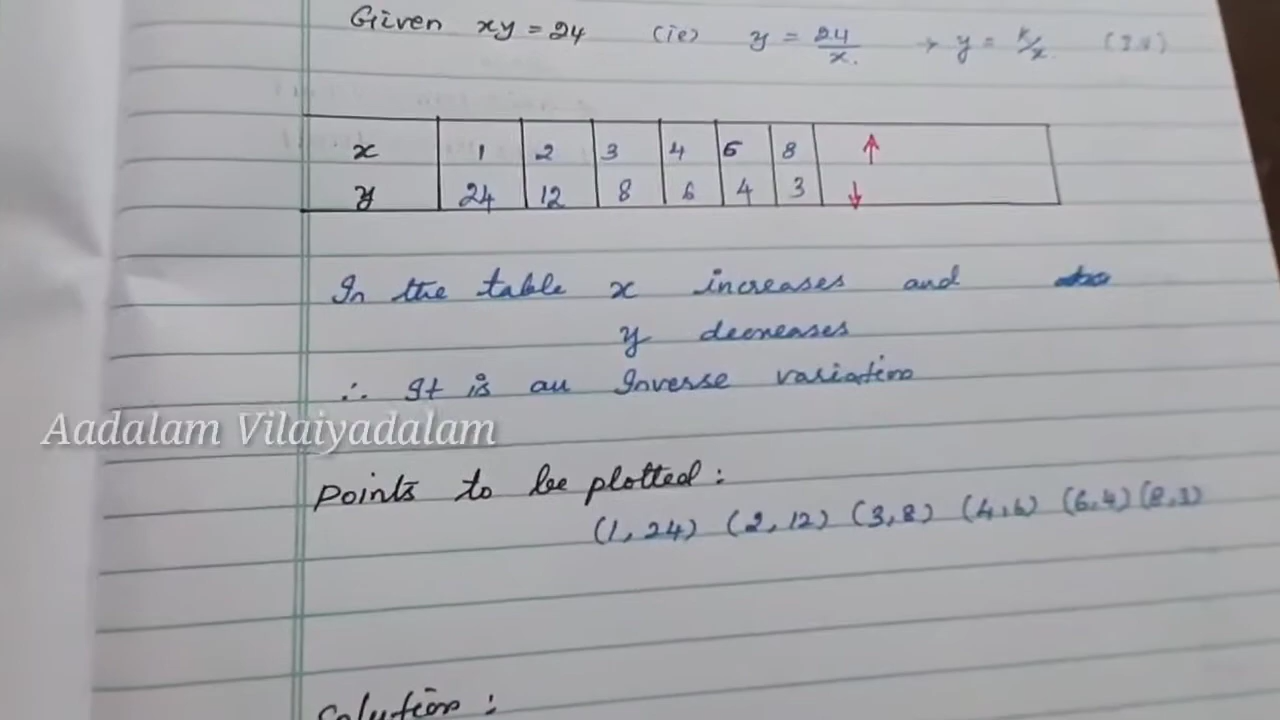 Given xy = 24 (ie) y = 24/x. → y = k/x. (I.V)
x 1 2 3 4 6 8 ↑
y 24 12 8 6 4 3 ↓
In the table x increases and
y decreases
∴ It is an Inverse variation
Aadalam Vilaiyadalam
Points to be plotted :
(1, 24) (2, 12) (3, 8) (4, 6) (6, 4) (8, 3)
Solution :